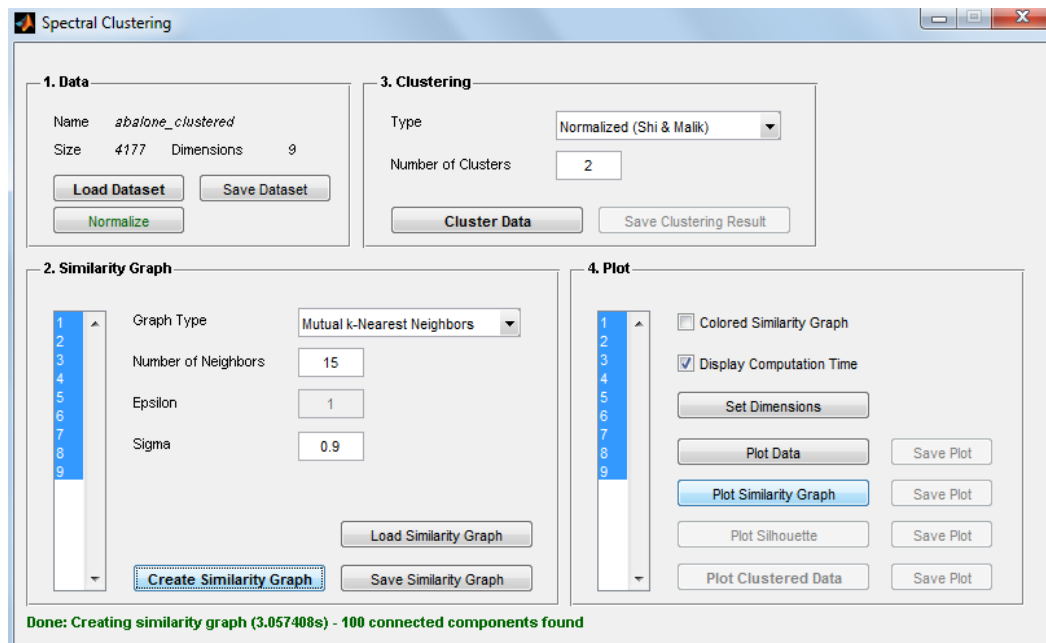 Spectral Clustering
1. Data
Name abalone_clustered
Size 4177 Dimensions 9
Load Dataset Save Dataset
Normalize
3. Clustering
Type Normalized (Shi & Malik)
Number of Clusters 2
Cluster Data Save Clustering Result
2. Similarity Graph
1
2
3
4
5
6
7
8
9
Graph Type Mutual k-Nearest Neighbors
Number of Neighbors 15
Epsilon 1
Sigma 0.9
Load Similarity Graph
Create Similarity Graph Save Similarity Graph
4. Plot
1
2
3
4
5
6
7
8
9
Colored Similarity Graph
Display Computation Time
Set Dimensions
Plot Data Save Plot
Plot Similarity Graph Save Plot
Plot Silhouette Save Plot
Plot Clustered Data Save Plot
Done: Creating similarity graph (3.057408s) - 100 connected components found